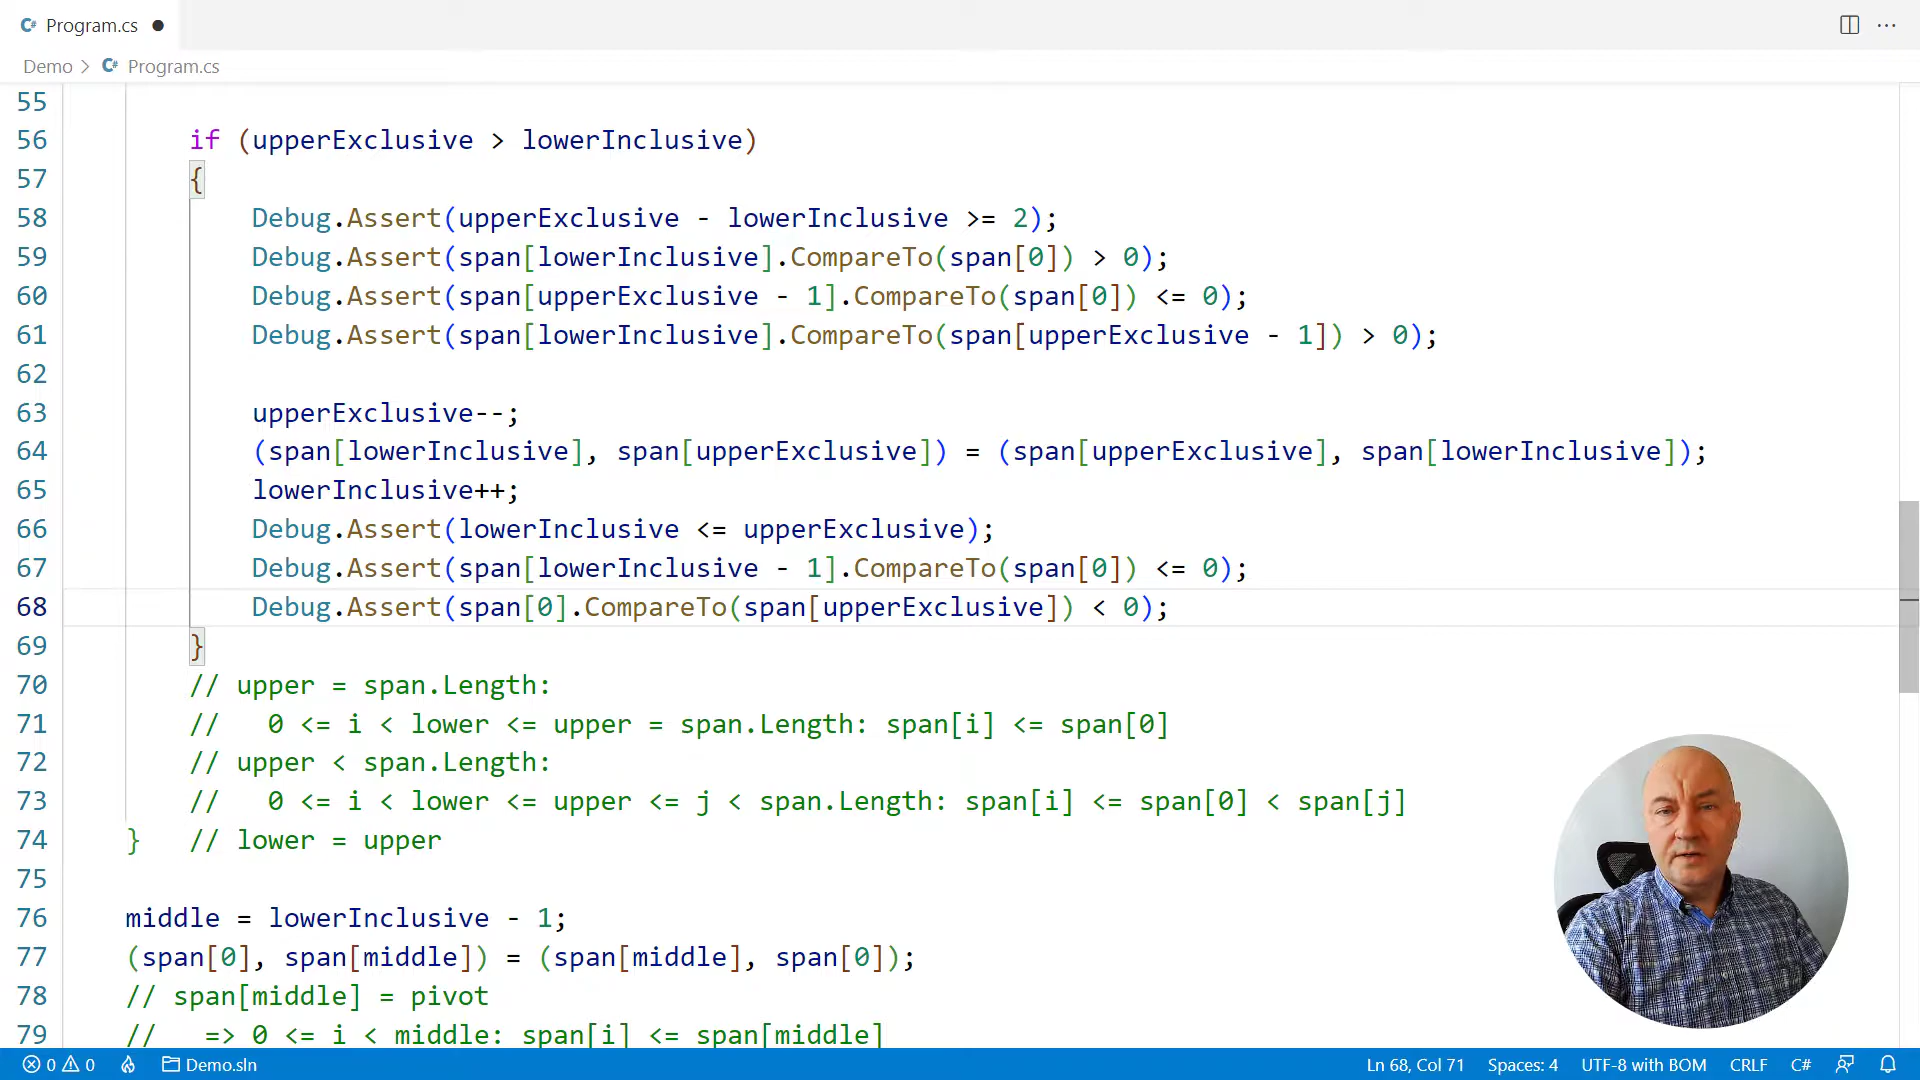 C# Program.cs ●
Demo > C# Program.cs
55
56 if (upperExclusive > lowerInclusive)
57 {
58 Debug.Assert(upperExclusive - lowerInclusive >= 2);
59 Debug.Assert(span[lowerInclusive].CompareTo(span[0]) > 0);
60 Debug.Assert(span[upperExclusive - 1].CompareTo(span[0]) <= 0);
61 Debug.Assert(span[lowerInclusive].CompareTo(span[upperExclusive - 1]) > 0);
62
63 upperExclusive--;
64 (span[lowerInclusive], span[upperExclusive]) = (span[upperExclusive], span[lowerInclusive]);
65 lowerInclusive++;
66 Debug.Assert(lowerInclusive <= upperExclusive);
67 Debug.Assert(span[lowerInclusive - 1].CompareTo(span[0]) <= 0);
68 Debug.Assert(span[0].CompareTo(span[upperExclusive]) < 0);
69 }
70 // upper = span.Length:
71 //   0 <= i < lower <= upper = span.Length: span[i] <= span[0]
72 // upper < span.Length:
73 //   0 <= i < lower <= upper <= j < span.Length: span[i] <= span[0] < span[j]
74 }   // lower = upper
75
76 middle = lowerInclusive - 1;
77 (span[0], span[middle]) = (span[middle], span[0]);
78 // span[middle] = pivot
79 //   => 0 <= i < middle: span[i] <= span[middle]
0 0 Demo.sln Ln 68, Col 71 Spaces: 4 UTF-8 with BOM CRLF C#